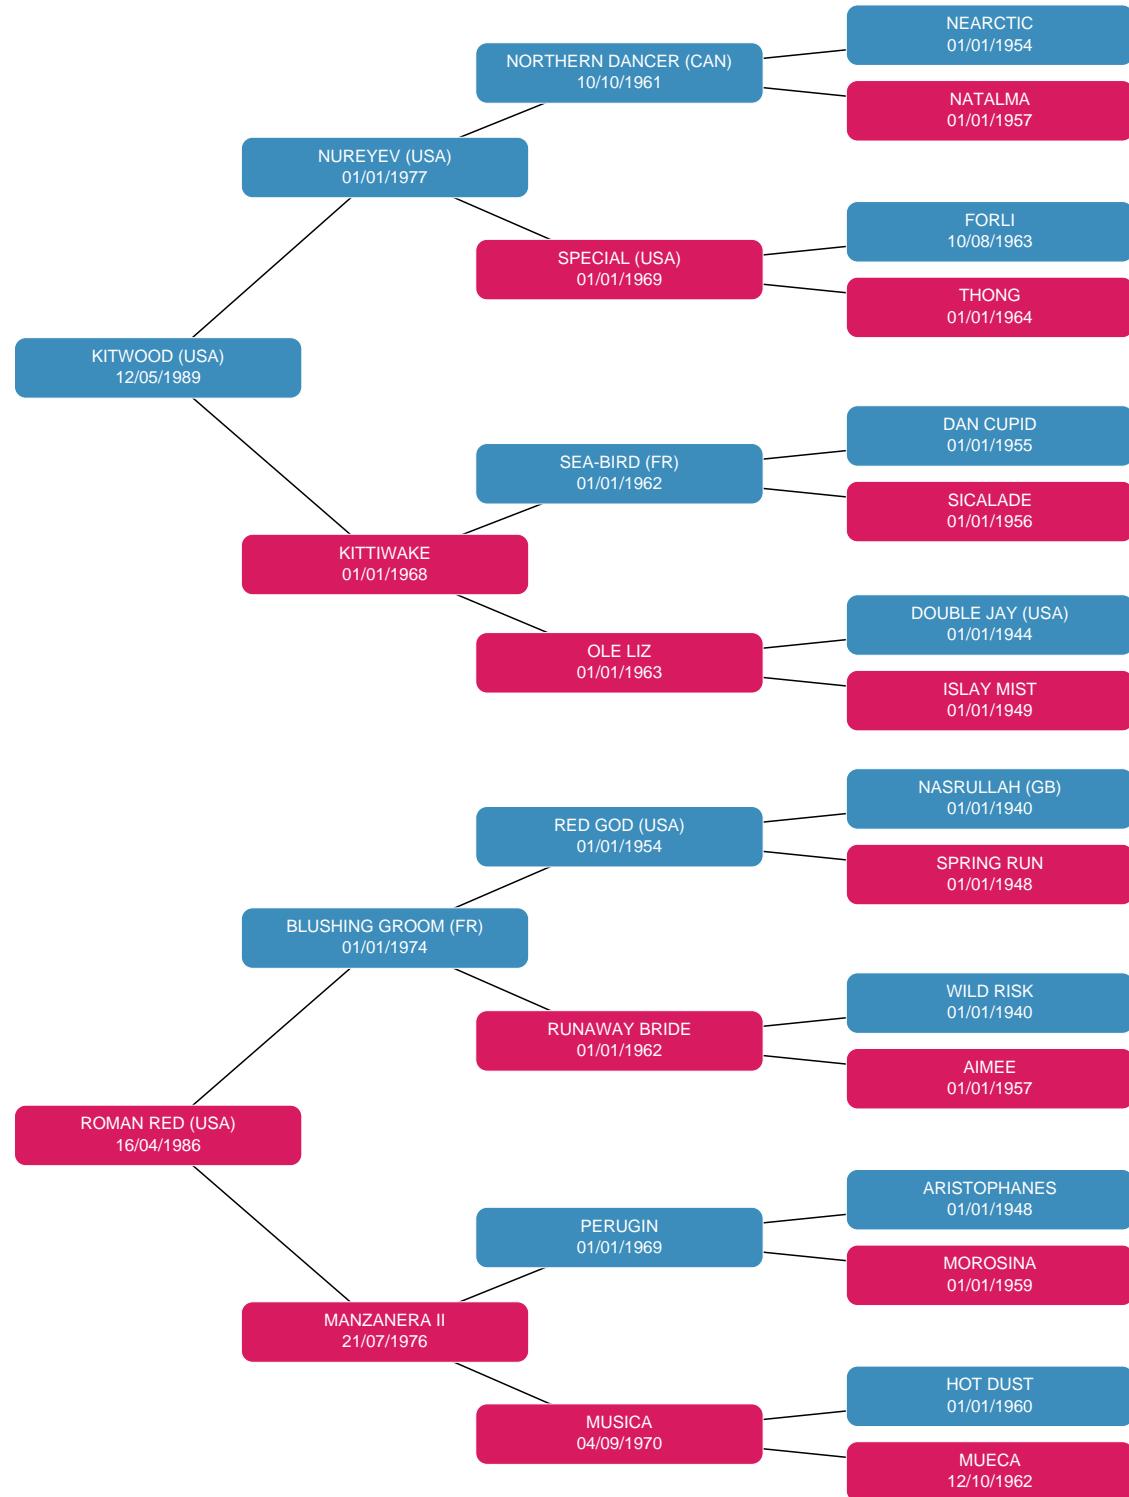 NEARCTIC
01/01/1954
NORTHERN DANCER (CAN)
10/10/1961
NATALMA
01/01/1957
NUREYEV (USA)
01/01/1977
FORLI
10/08/1963
SPECIAL (USA)
01/01/1969
THONG
01/01/1964
KITWOOD (USA)
12/05/1989
DAN CUPID
01/01/1955
SEA-BIRD (FR)
01/01/1962
SICALADE
01/01/1956
KITTIWAKE
01/01/1968
DOUBLE JAY (USA)
01/01/1944
OLE LIZ
01/01/1963
ISLAY MIST
01/01/1949
NASRULLAH (GB)
01/01/1940
RED GOD (USA)
01/01/1954
SPRING RUN
01/01/1948
BLUSHING GROOM (FR)
01/01/1974
WILD RISK
01/01/1940
RUNAWAY BRIDE
01/01/1962
AIMEE
01/01/1957
ROMAN RED (USA)
16/04/1986
ARISTOPHANES
01/01/1948
PERUGIN
01/01/1969
MOROSINA
01/01/1959
MANZANERA II
21/07/1976
HOT DUST
01/01/1960
MUSICA
04/09/1970
MUECA
12/10/1962